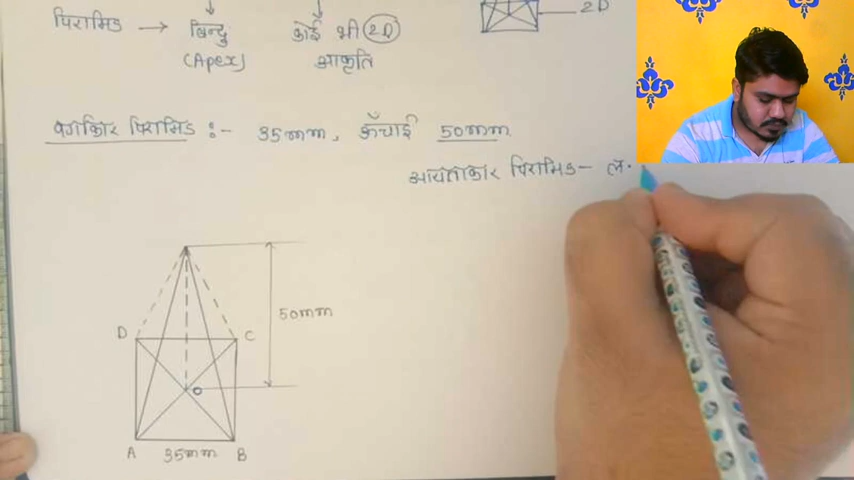 पिरामिड → बिन्दु कोई भी 2D
(Apex) आकृति
2D
वर्गाकार पिरामिड :- 35mm, ऊँचाई 50mm
आयताकार पिरामिड- ल.
50mm
D C
O
A 35mm B